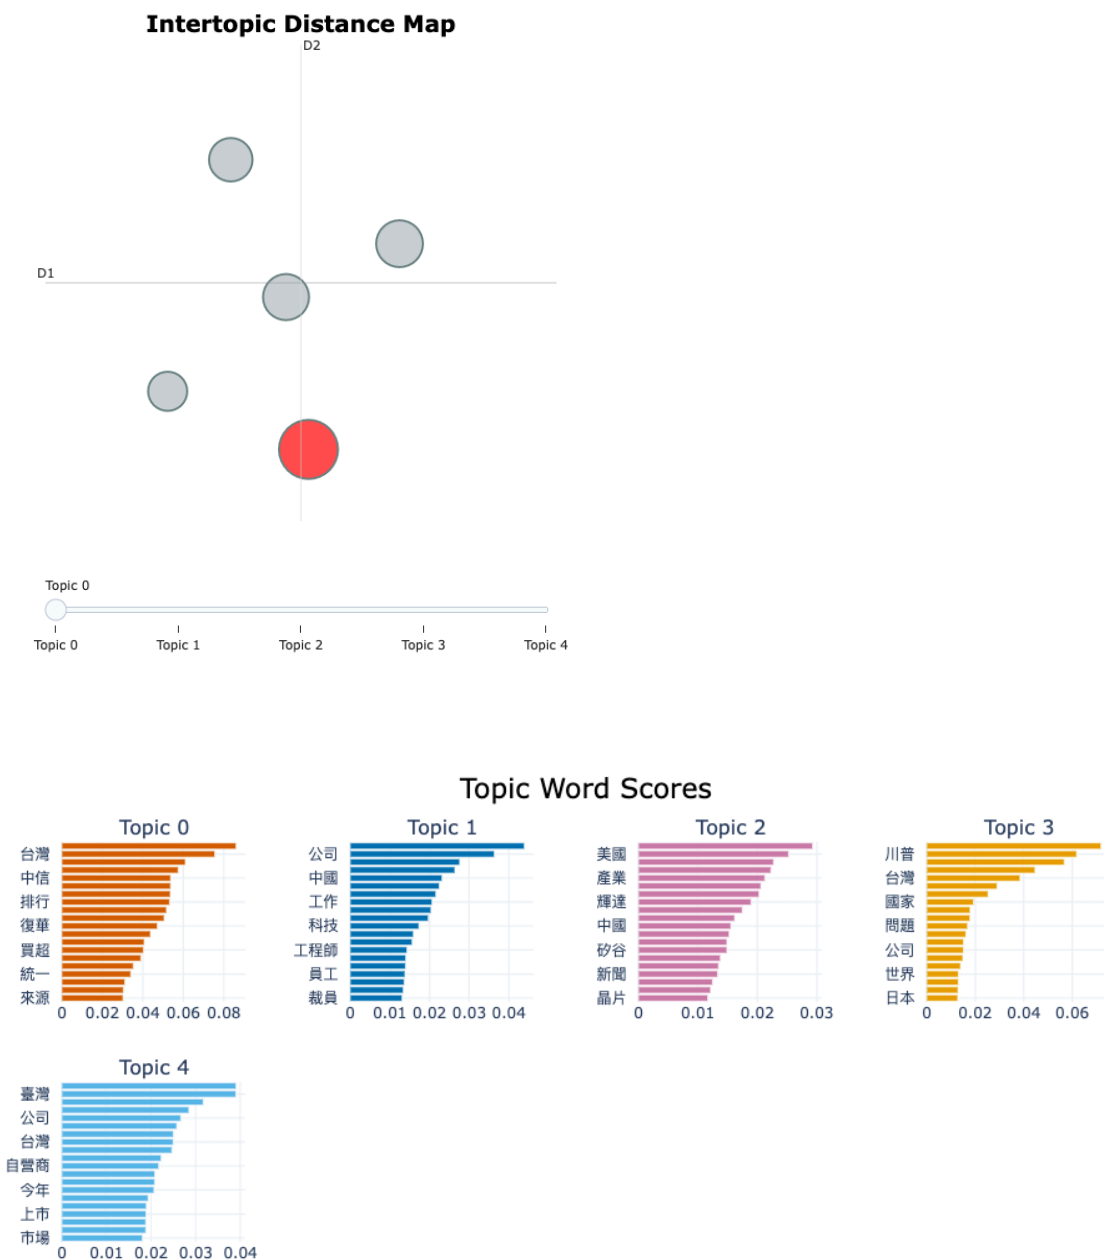 Intertopic Distance Map
D2
D1
Topic 0
Topic 0 Topic 1 Topic 2 Topic 3 Topic 4
Topic Word Scores
Topic 0
台灣
中信
排行
復華
買超
統一
來源
0 0.02 0.04 0.06 0.08
Topic 1
公司
中國
工作
科技
工程師
員工
裁員
0 0.01 0.02 0.03 0.04
Topic 2
美國
產業
輝達
中國
矽谷
新聞
晶片
0 0.01 0.02 0.03
Topic 3
川普
台灣
國家
問題
公司
世界
日本
0 0.02 0.04 0.06
Topic 4
臺灣
公司
台灣
自營商
今年
上市
市場
0 0.01 0.02 0.03 0.04